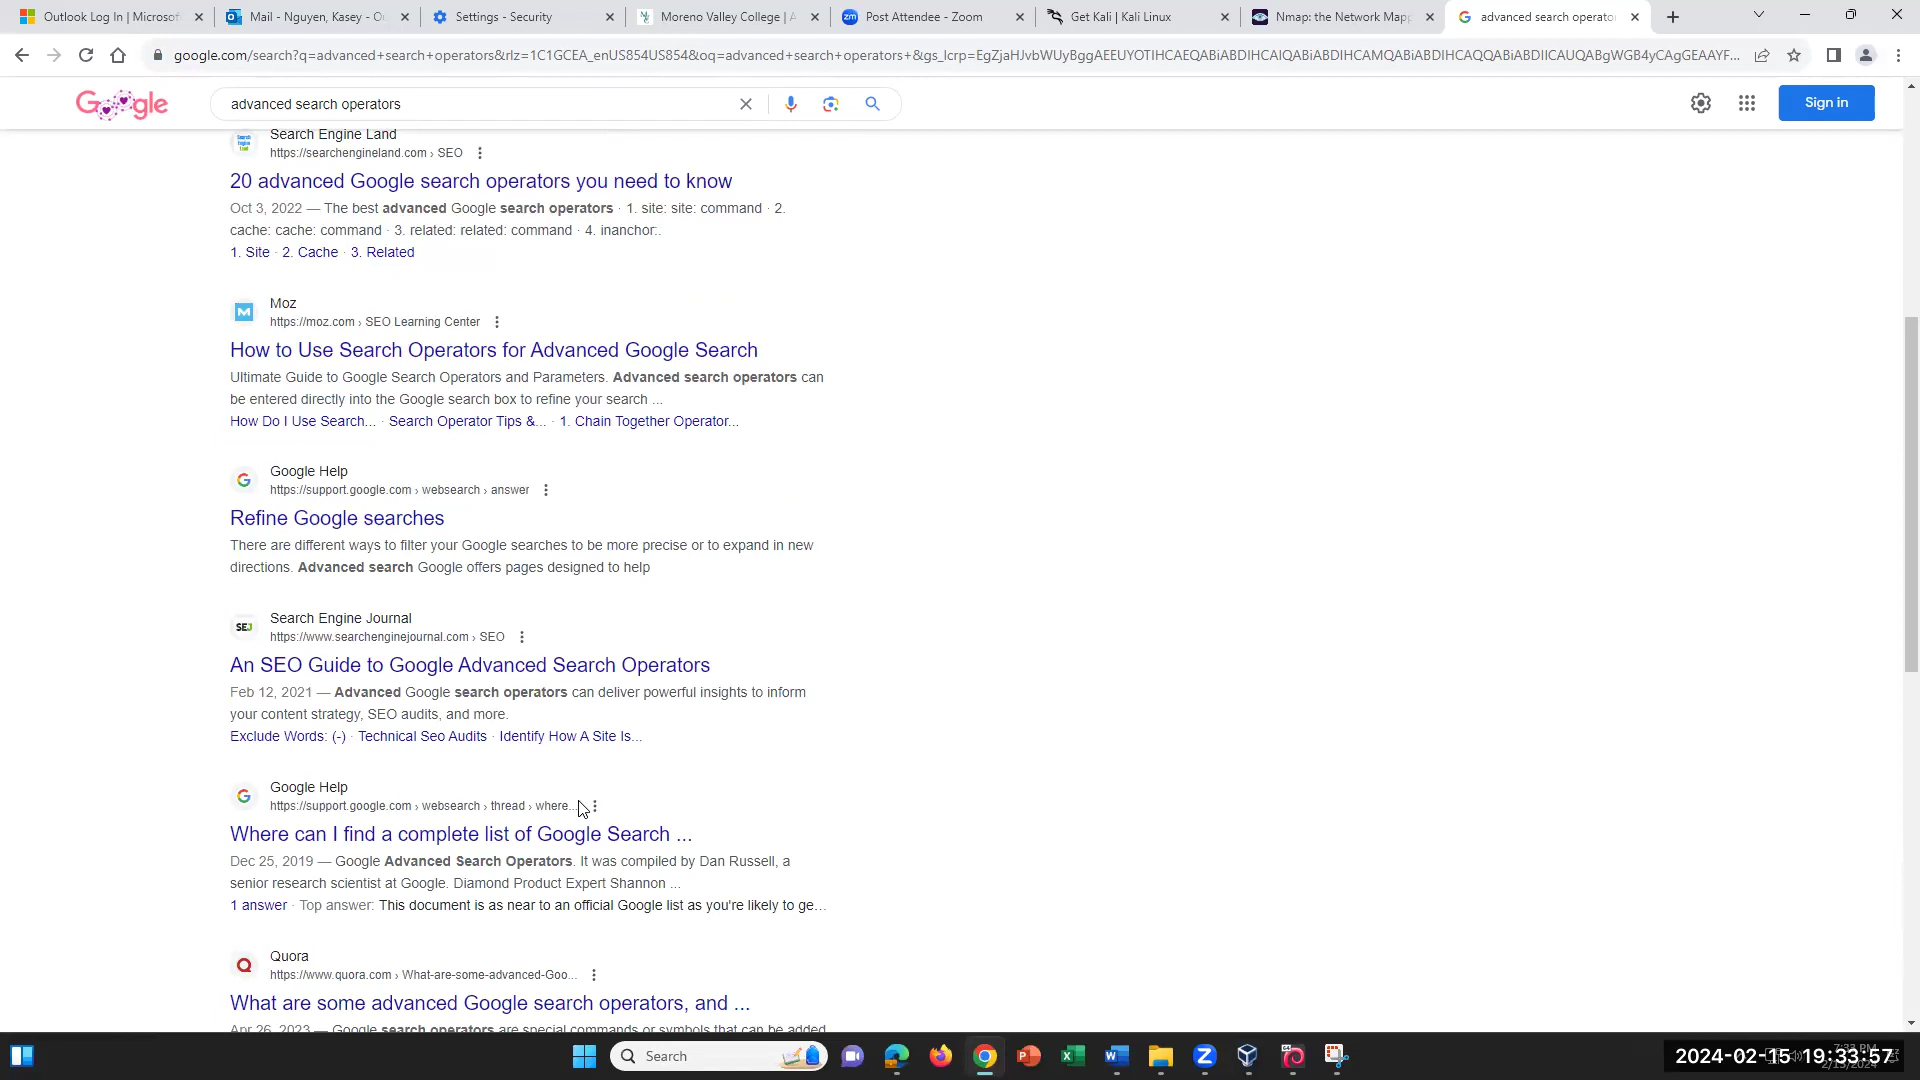 Outlook Log In | Microsof
Mail - Nguyen, Kasey - Ou
Settings - Security
Moreno Valley College | A
Post Attendee - Zoom
Get Kali | Kali Linux
Nmap: the Network Mapp
advanced search operator
google.com/search?q=advanced+search+operators&rlz=1C1GCEA_enUS854US854&oq=advanced+search+operators+&gs_lcrp=EgZjaHJvbWUyBggAEEUYOTIHCAEQABiABDIHCAIQABiABDIHCAMQABiABDIHCAQQABiABDIICAUQABgWGB4yCAgGEAAYF...
Google
advanced search operators
Sign in
Search Engine Land
https://searchengineland.com › SEO
20 advanced Google search operators you need to know
Oct 3, 2022 — The best advanced Google search operators · 1. site: site: command · 2.
cache: cache: command · 3. related: related: command · 4. inanchor:.
1. Site · 2. Cache · 3. Related
Moz
https://moz.com › SEO Learning Center
How to Use Search Operators for Advanced Google Search
Ultimate Guide to Google Search Operators and Parameters. Advanced search operators can
be entered directly into the Google search box to refine your search ...
How Do I Use Search... · Search Operator Tips &... · 1. Chain Together Operator...
Google Help
https://support.google.com › websearch › answer
Refine Google searches
There are different ways to filter your Google searches to be more precise or to expand in new
directions. Advanced search Google offers pages designed to help
Search Engine Journal
SEJ
https://www.searchenginejournal.com › SEO
An SEO Guide to Google Advanced Search Operators
Feb 12, 2021 — Advanced Google search operators can deliver powerful insights to inform
your content strategy, SEO audits, and more.
Exclude Words: (-) · Technical Seo Audits · Identify How A Site Is...
Google Help
https://support.google.com › websearch › thread › where...
Where can I find a complete list of Google Search ...
Dec 25, 2019 — Google Advanced Search Operators. It was compiled by Dan Russell, a
senior research scientist at Google. Diamond Product Expert Shannon ...
1 answer · Top answer: This document is as near to an official Google list as you're likely to ge...
Quora
https://www.quora.com › What-are-some-advanced-Goo...
What are some advanced Google search operators, and ...
Apr 26, 2023 — Google search operators are special commands or symbols that can be added
Search
2024-02-15 19:33:57